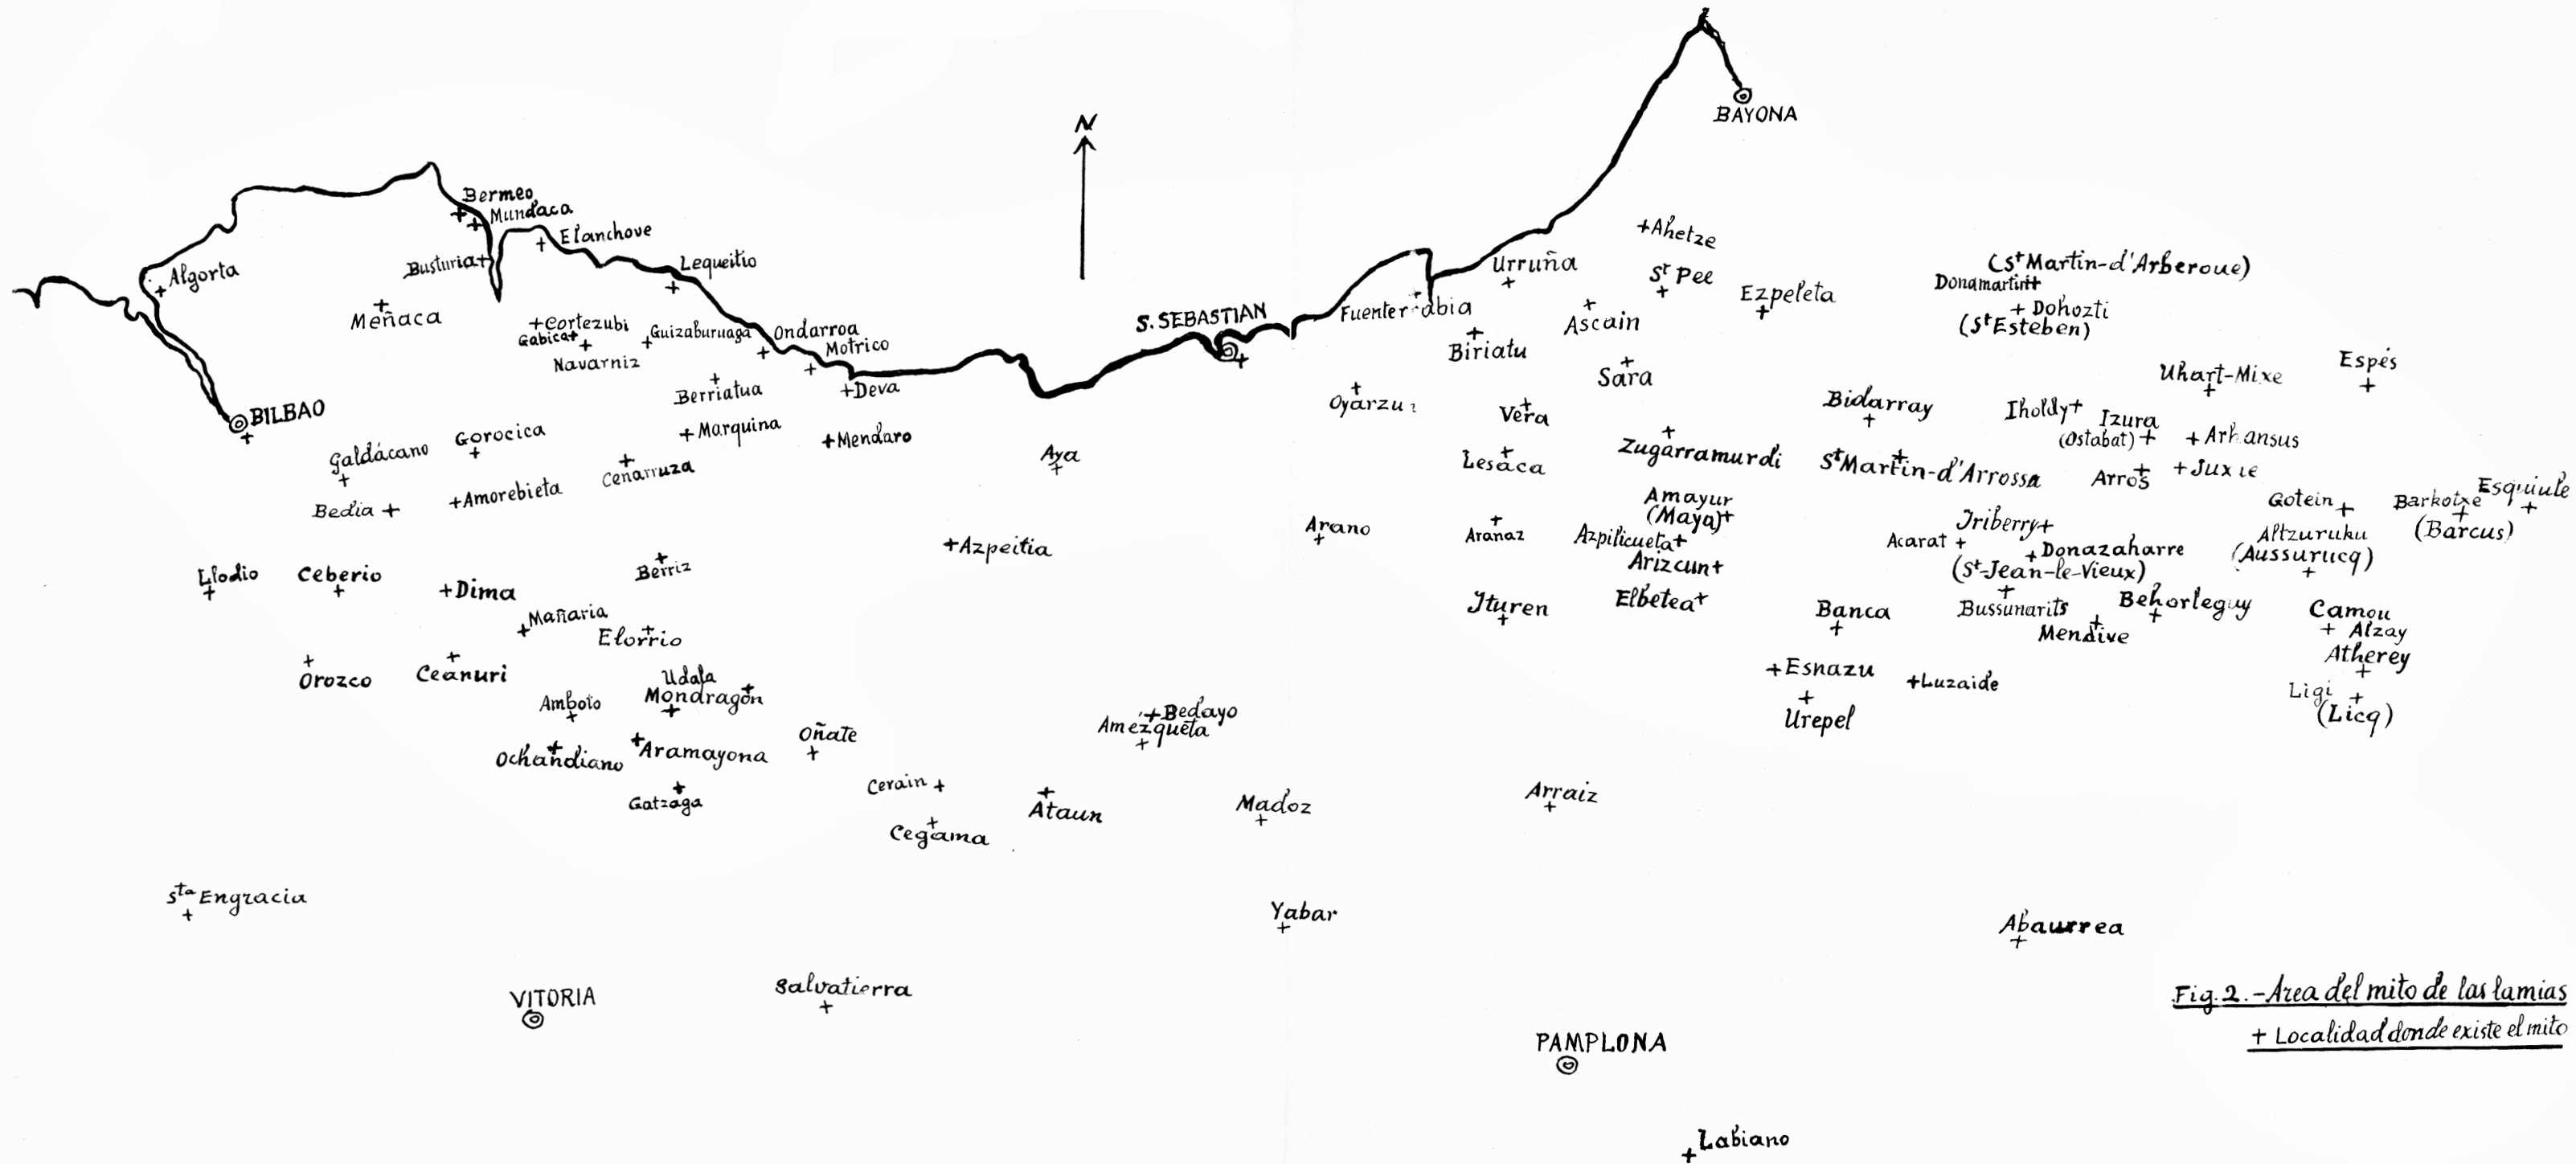 N
BAYONA
Bermeo
Mundaca
Elanchove
Busturia
Algorta
Lequeitio
Meñaca
Cortezubi
Gabica
Navarniz
Guizaburuaga
Ondarroa
Motrico
Berriatua
Deva
BILBAO
Gorocica
Galdácano
Marquina
Mendaro
Cenarruza
Bedia
Amorebieta
S. SEBASTIAN
Fuenterrabia
Urruña
Ahetze
St Pee
Ezpeleta
Ascain
Biriatu
Sara
(St Martin-d'Arberoue)
Donamartiri
Dohozti
(St Esteben)
Uhart-Mixe
Espés
Oyarzu
Vera
Bidarray
Iholdy
Izura
(Ostabat)
Arhansus
Aya
Lesaca
Zugarramurdi
St Martin-d'Arrossa
Arros
Juxue
Gotein
Barkotxe
(Barcus)
Esquiule
Amayur
(Maya)
Arano
Aranaz
Azpilicueta
Arizcun
Acarat
Iriberry
Donazaharre
(St-Jean-le-Vieux)
Altzuruku
(Aussurucq)
Azpeitia
Llodio
Ceberio
Dima
Berriz
Mañaria
Elorrio
Ituren
Elbetea
Banca
Bussunarits
Mendive
Behorleguy
Camou
Alzay
Atherey
Ligi
(Licq)
Orozco
Ceanuri
Udala
Mondragón
Amboto
Ochandiano
Aramayona
Gatzaga
Oñate
Bedayo
Amezqueta
Esnazu
Luzaide
Urepel
Cerain
Cegama
Ataun
Madoz
Arraiz
Sta Engracia
Yabar
Abaurrea
VITORIA
Salvatierra
PAMPLONA
Labiano
Fig. 2.-Area del mito de las lamias
+ Localidad donde existe el mito